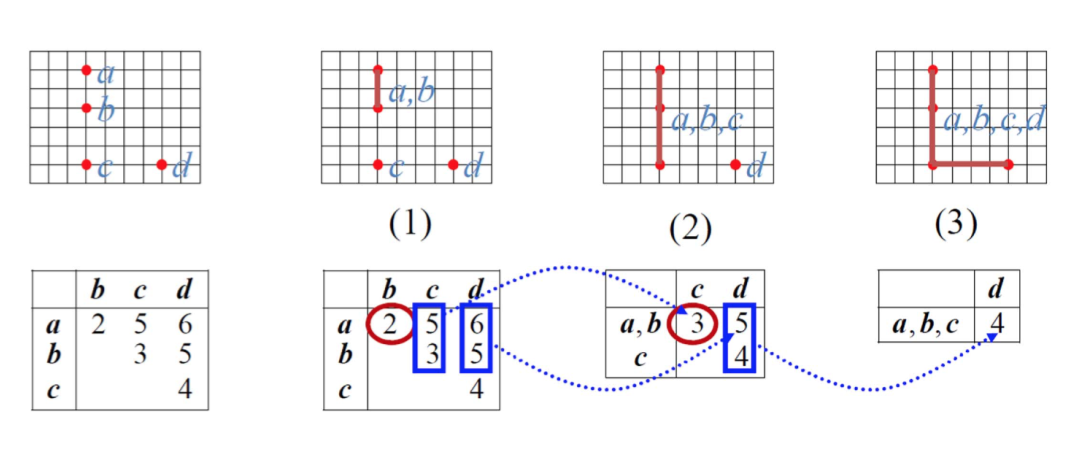 a
b
c d
a,b
c d
a,b,c
d
a,b,c,d
(1) (2) (3)
b c d
a 2 5 6
b 3 5
c 4
b c d
a 2 5 6
b 3 5
c 4
c d
a,b 3 5
c 4
d
a,b,c 4